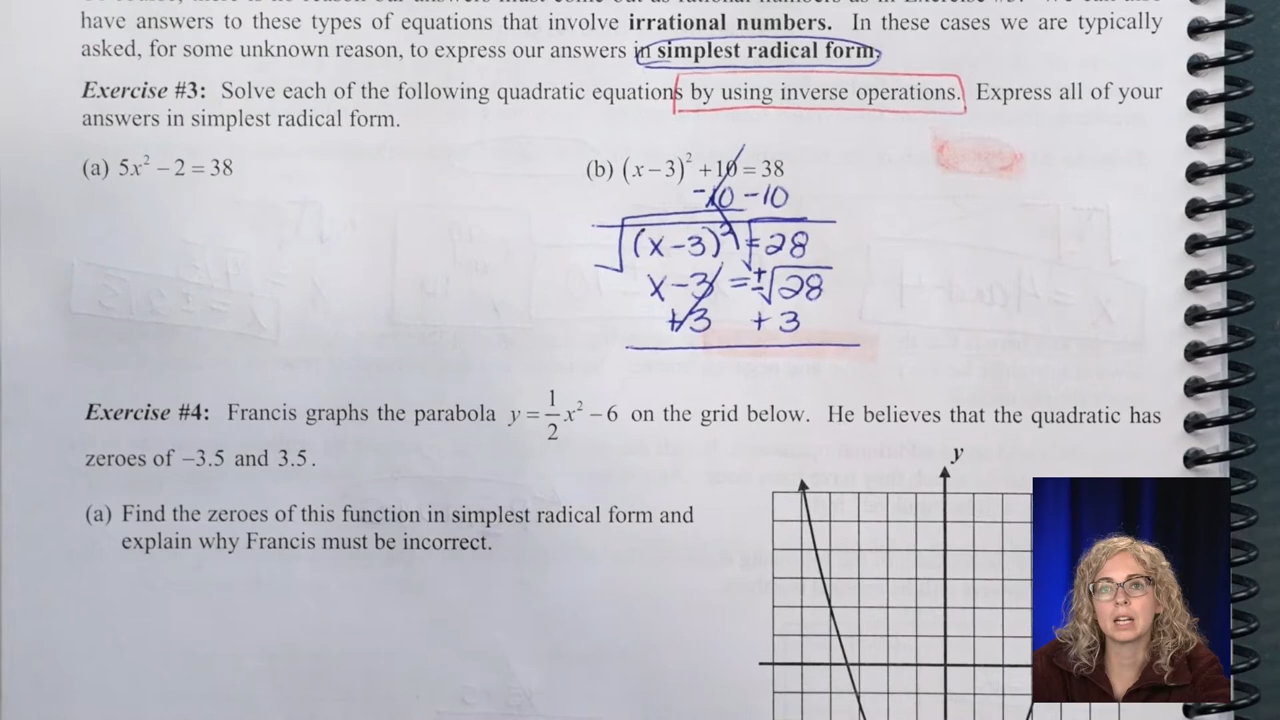 have answers to these types of equations that involve irrational numbers. In these cases we are typically
asked, for some unknown reason, to express our answers in simplest radical form.
Exercise #3: Solve each of the following quadratic equations by using inverse operations. Express all of your
answers in simplest radical form.
(a) 5x² − 2 = 38
(b) (x − 3)² + 10 = 38
−10 −10
√(x − 3)² = √28
x − 3 = ±√28
+3 +3
Exercise #4: Francis graphs the parabola y = 1/2 x² − 6 on the grid below. He believes that the quadratic has
zeroes of −3.5 and 3.5.
y
(a) Find the zeroes of this function in simplest radical form and
explain why Francis must be incorrect.